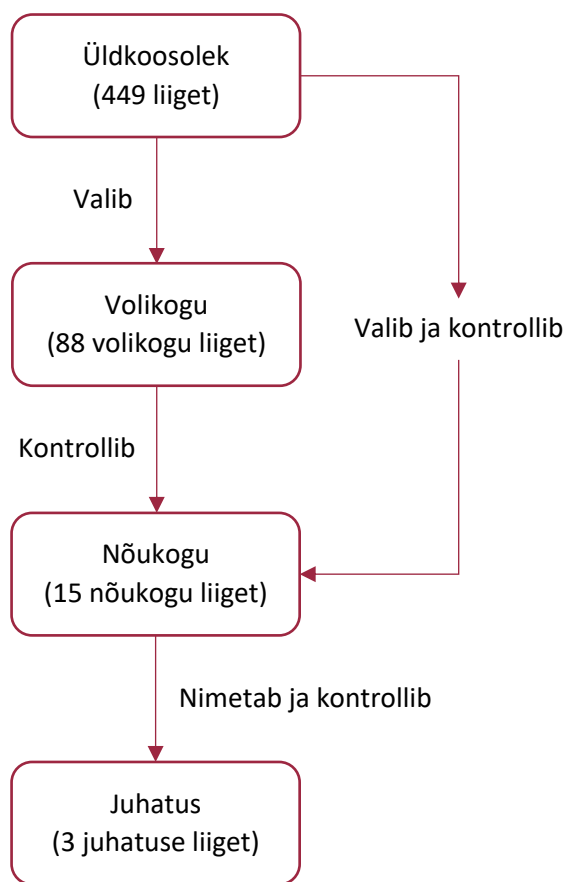 Üldkoosolek
(449 liiget)
Valib
Volikogu
(88 volikogu liiget)
Valib ja kontrollib
Kontrollib
Nõukogu
(15 nõukogu liiget)
Nimetab ja kontrollib
Juhatus
(3 juhatuse liiget)